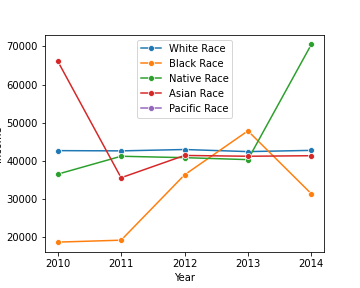 70000
60000
50000
40000
30000
20000
White Race
Black Race
Native Race
Asian Race
Pacific Race
2010 2011 2012 2013 2014
Year